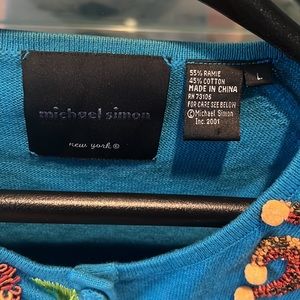 michael simon
new york®
55% RAMIE
45% COTTON
MADE IN CHINA
RN 73106
FOR CARE SEE BELOW
©Michael Simon
Inc. 2001
L